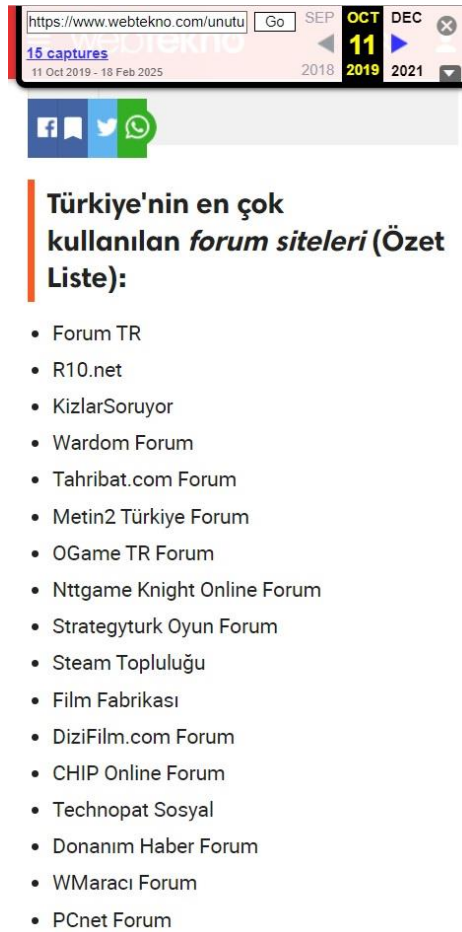 https://www.webtekno.com/unutu Go SEP OCT DEC
15 captures 11
11 Oct 2019 - 18 Feb 2025 2018 2019 2021
webtekno
Türkiye'nin en çok
kullanılan forum siteleri (Özet
Liste):
• Forum TR
• R10.net
• KizlarSoruyor
• Wardom Forum
• Tahribat.com Forum
• Metin2 Türkiye Forum
• OGame TR Forum
• Nttgame Knight Online Forum
• Strategyturk Oyun Forum
• Steam Topluluğu
• Film Fabrikası
• DiziFilm.com Forum
• CHIP Online Forum
• Technopat Sosyal
• Donanım Haber Forum
• WMaracı Forum
• PCnet Forum